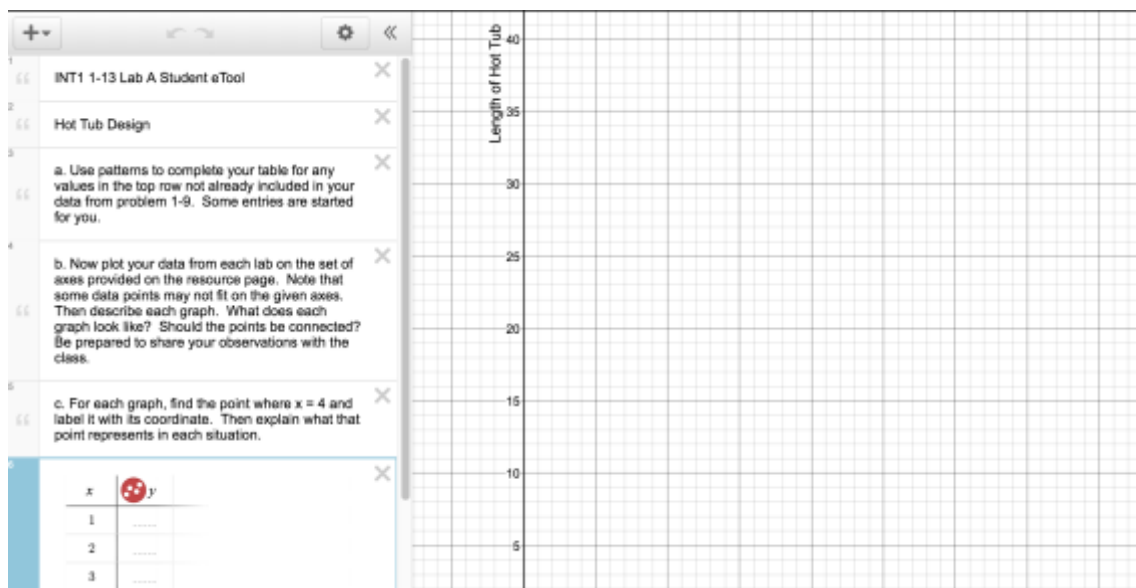 1
INT1 1-13 Lab A Student eTool
2
Hot Tub Design
3
a. Use patterns to complete your table for any
values in the top row not already included in your
data from problem 1-9. Some entries are started
for you.
4
b. Now plot your data from each lab on the set of
axes provided on the resource page. Note that
some data points may not fit on the given axes.
Then describe each graph. What does each
graph look like? Should the points be connected?
Be prepared to share your observations with the
class.
5
c. For each graph, find the point where x = 4 and
label it with its coordinate. Then explain what that
point represents in each situation.
6
x y
1
2
3
Length of Hot Tub
40
35
30
25
20
15
10
5